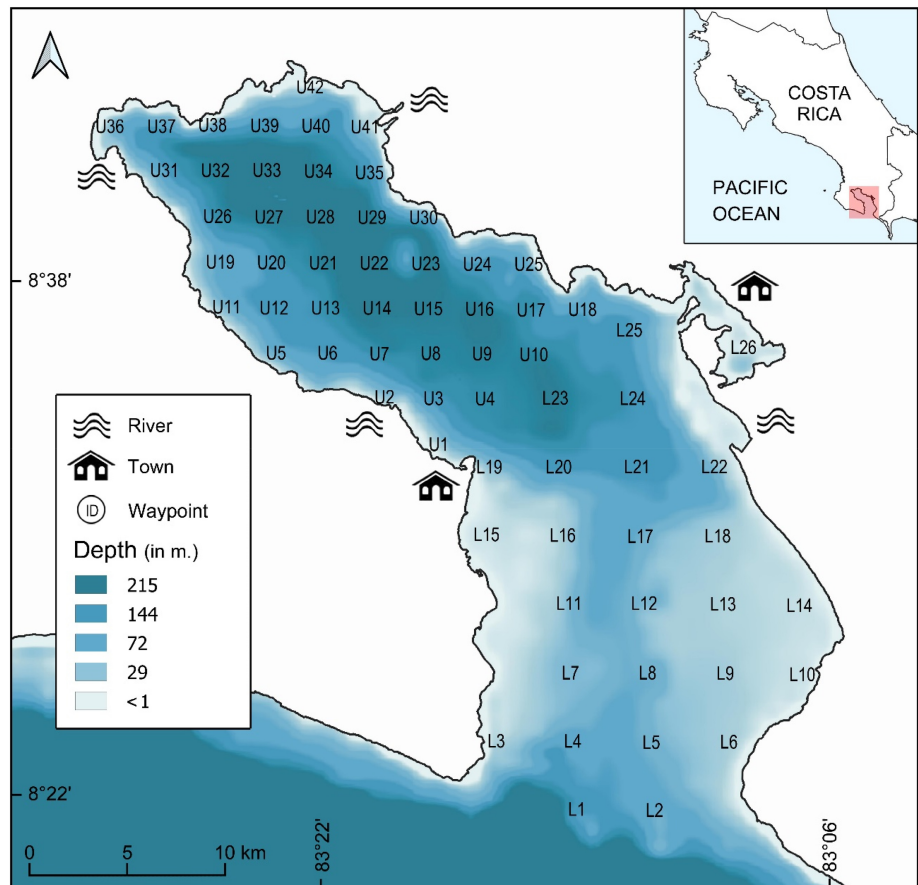 COSTA
RICA
PACIFIC
OCEAN
U42
U36 U37 U38 U39 U40 U41
U31 U32 U33 U34 U35
U26 U27 U28 U29 U30
U19 U20 U21 U22 U23 U24 U25
8°38'
U11 U12 U13 U14 U15 U16 U17 U18
L25
L26
U5 U6 U7 U8 U9 U10
U2 U3 U4 L23 L24
U1
L19 L20 L21 L22
L15 L16 L17 L18
L11 L12 L13 L14
L7 L8 L9 L10
L3 L4 L5 L6
L1 L2
River
Town
ID Waypoint
Depth (in m.)
215
144
72
29
<1
8°22'
0 5 10 km
83°22'
83°06'